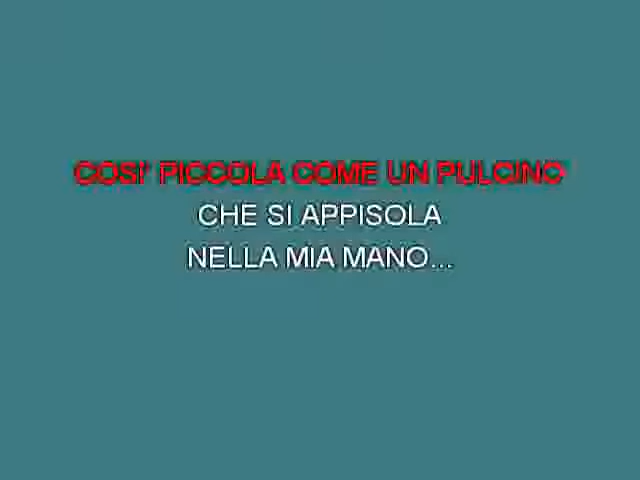 COSI' PICCOLA COME UN PULCINO
CHE SI APPISOLA
NELLA MIA MANO...